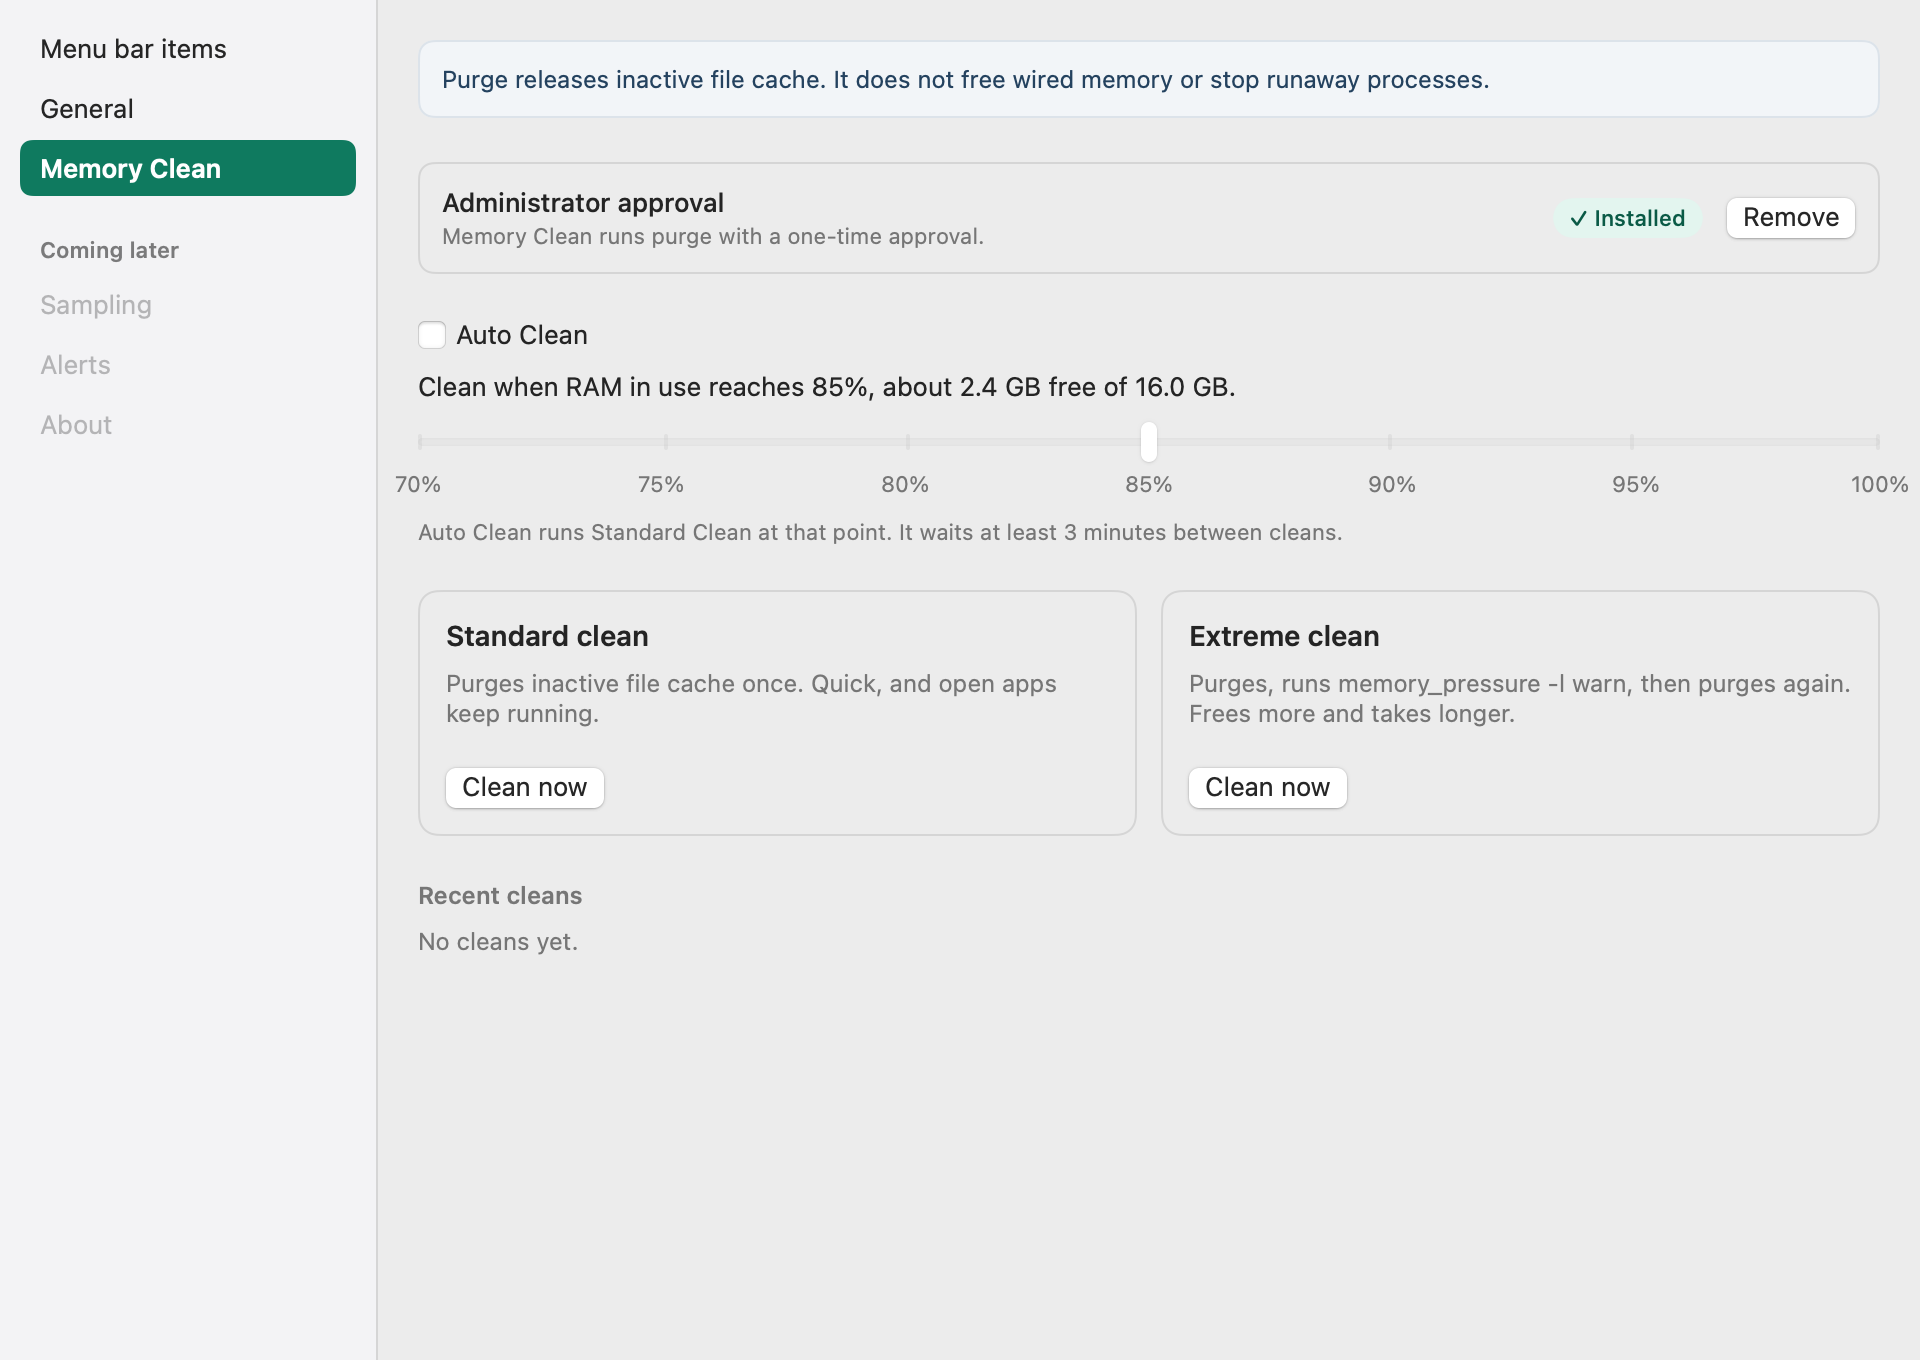 Menu bar items
General
Memory Clean
Coming later
Sampling
Alerts
About
Purge releases inactive file cache. It does not free wired memory or stop runaway processes.
Administrator approval
Memory Clean runs purge with a one-time approval.
✓ Installed
Remove
Auto Clean
Clean when RAM in use reaches 85%, about 2.4 GB free of 16.0 GB.
70% 75% 80% 85% 90% 95% 100%
Auto Clean runs Standard Clean at that point. It waits at least 3 minutes between cleans.
Standard clean
Purges inactive file cache once. Quick, and open apps
keep running.
Clean now
Extreme clean
Purges, runs memory_pressure -l warn, then purges again.
Frees more and takes longer.
Clean now
Recent cleans
No cleans yet.